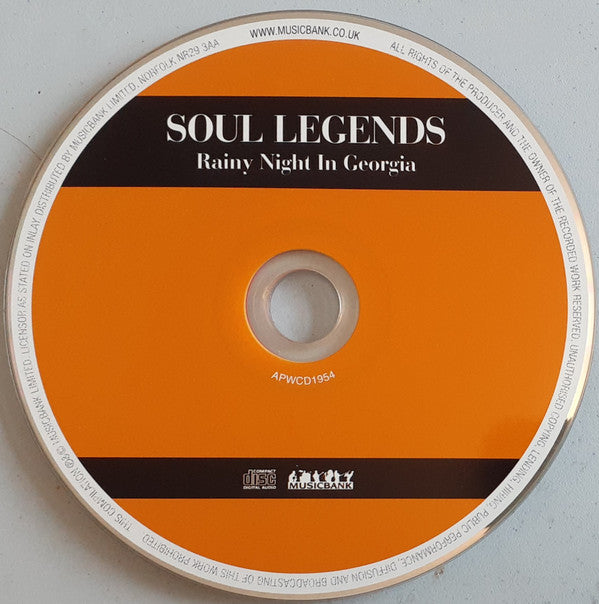 WWW.MUSICBANK.CO.UK
ALL RIGHTS OF THE PRODUCER AND THE OWNER OF THE RECORDED WORK RESERVED. UNAUTHORISED COPYING, LENDING, HIRING, PUBLIC PERFORMANCE, DIFFUSION AND BROADCASTING OF THIS WORK PROHIBITED. THIS COMPILATION ℗ © MUSICBANK LIMITED. LICENSOR AS STATED ON INLAY. DISTRIBUTED BY MUSICBANK LIMITED, NORFOLK NR29 3AA
SOUL LEGENDS
Rainy Night In Georgia
APWCD1954
COMPACT
disc
DIGITAL AUDIO
MUSICBANK